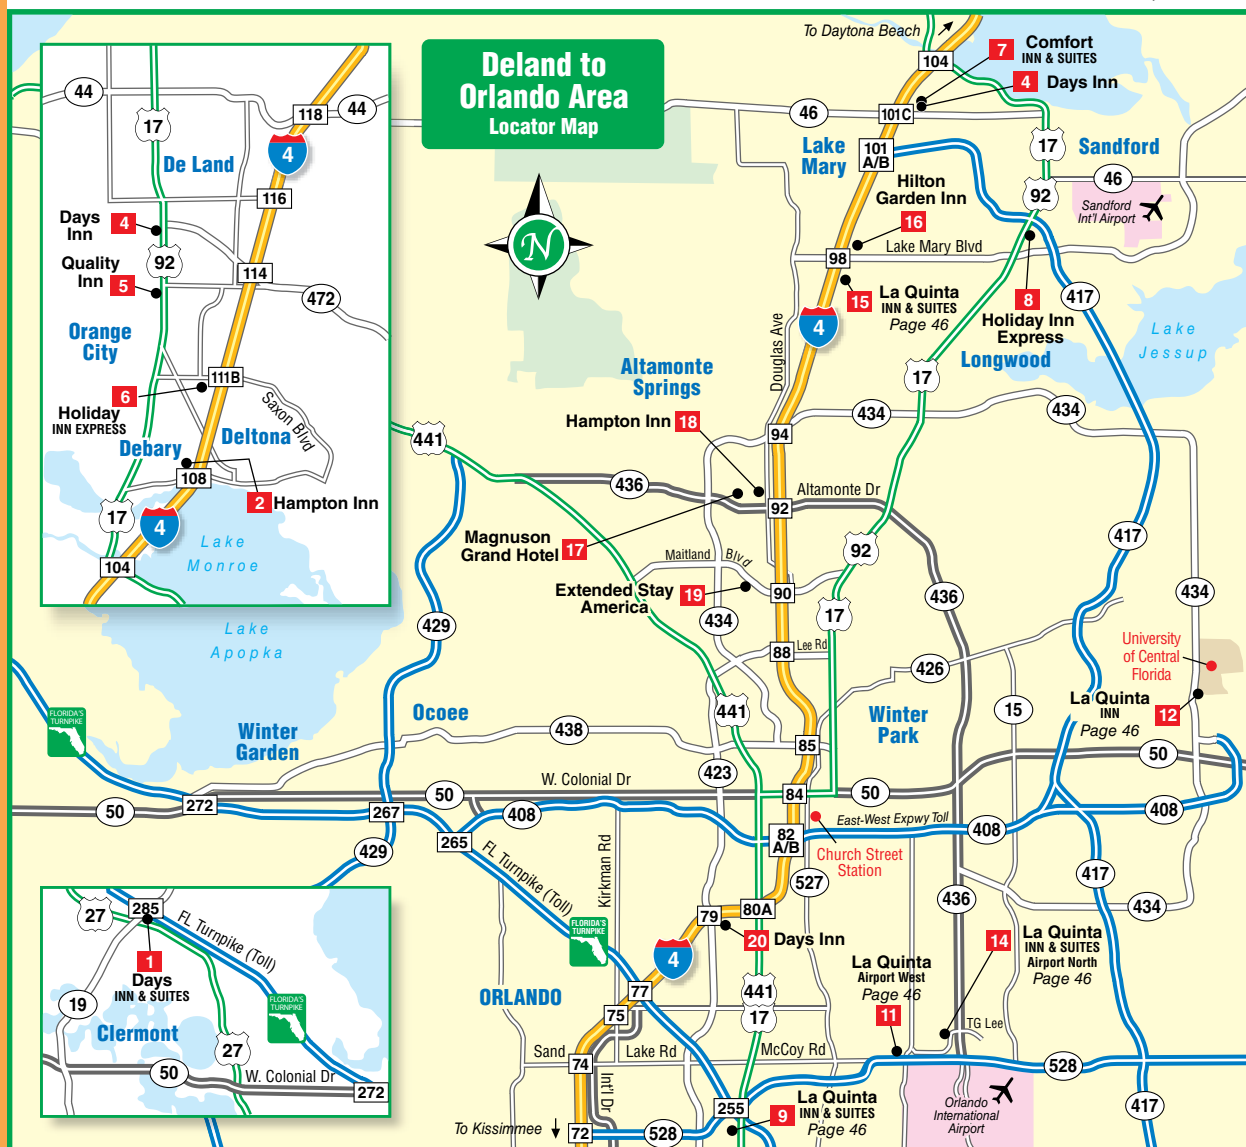 Deland to
Orlando Area
Locator Map
N
To Daytona Beach
104
7
Comfort
INN & SUITES
4
Days Inn
46
101C
Lake
Mary
101
A/B
17
Sandford
46
92
Sandford
Int'l Airport
Hilton
Garden Inn
16
Lake Mary Blvd
98
15
La Quinta
INN & SUITES
Page 46
8
Holiday Inn
Express
417
Lake
Jessup
4
Douglas Ave
Longwood
17
Altamonte
Springs
434
434
Hampton Inn
18
94
441
436
Altamonte Dr
92
Magnuson
Grand Hotel
17
Maitland Blvd
92
417
Extended Stay
America
19
90
17
436
434
434
429
88
Lee Rd
426
University
of Central
Florida
La Quinta
INN
Page 46
12
Lake
Apopka
FLORIDA'S
TURNPIKE
Ocoee
441
Winter
Park
15
Winter
Garden
438
85
50
423
W. Colonial Dr
50
272
50
267
84
50
408
408
East-West Expwy Toll
408
82
A/B
265
Church Street
Station
429
FL Turnpike (Toll)
Kirkman Rd
527
417
436
434
79
80A
20
Days Inn
FLORIDA'S
TURNPIKE
4
14
La Quinta
INN & SUITES
Airport North
Page 46
La Quinta
Airport West
Page 46
11
ORLANDO
77
441
17
75
TG Lee
Sand
Lake Rd
McCoy Rd
74
528
Int'l Dr
Orlando
International
Airport
417
255
9
La Quinta
INN & SUITES
Page 46
To Kissimmee
72
528
44
17
118
44
De Land
4
116
Days
Inn
4
92
Quality
Inn
5
114
472
Orange
City
111B
6
Holiday
INN EXPRESS
Saxon Blvd
Deltona
Debary
108
2
Hampton Inn
17
4
Lake
Monroe
104
27
285
FL Turnpike (Toll)
1
Days
INN & SUITES
19
Clermont
FLORIDA'S
TURNPIKE
27
50
W. Colonial Dr
272